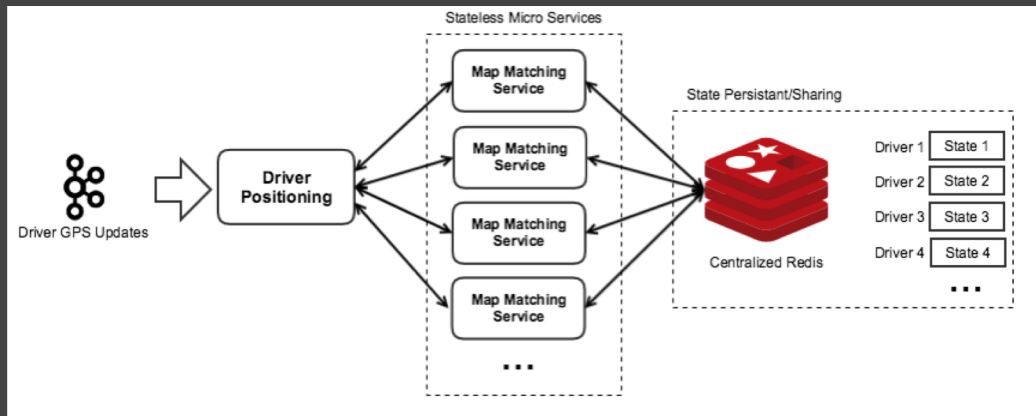 Stateless Micro Services
Map Matching
Service
Map Matching
Service
Map Matching
Service
Map Matching
Service
...
Driver
Positioning
Driver GPS Updates
State Persistant/Sharing
Centralized Redis
Driver 1 State 1
Driver 2 State 2
Driver 3 State 3
Driver 4 State 4
...